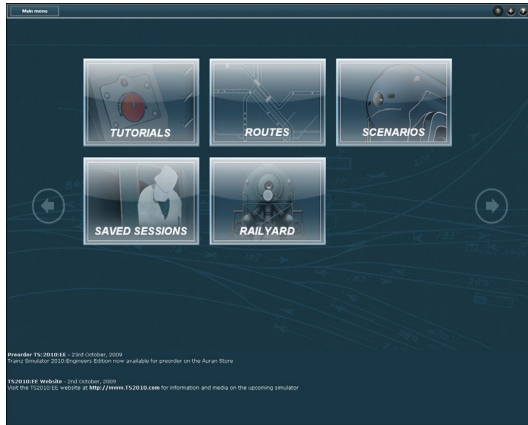 Main menu
TUTORIALS
ROUTES
SCENARIOS
SAVED SESSIONS
RAILYARD
Preorder TS:2010:EE - 23rd October, 2009
Trainz Simulator 2010:Engineers Edition now available for preorder on the Auran Store
TS2010:EE Website - 2nd October, 2009
Visit the TS2010:EE website at http://www.TS2010.com for information and media on the upcoming simulator